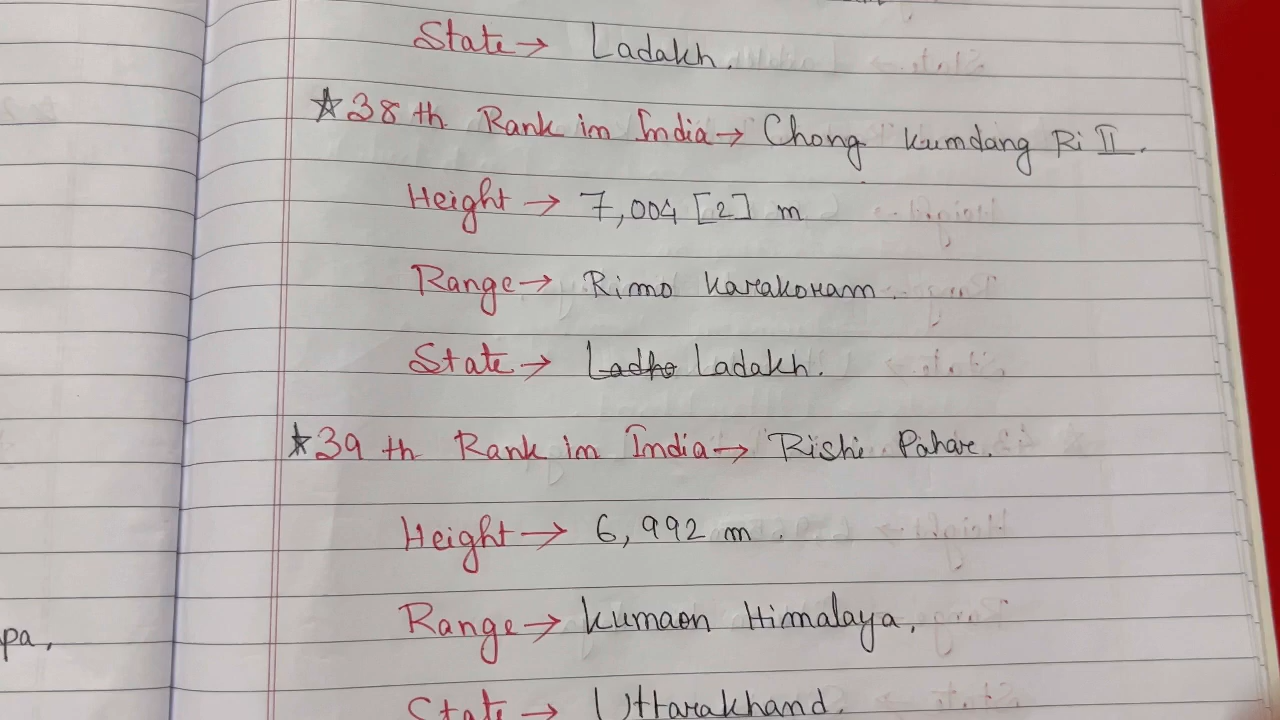 State → Ladakh.
☆38 th Rank in India → Chong Kumdang Ri II.
Height → 7,004 [2] m
Range → Rimo Karakoram.
State → Ladho Ladakh.
★39 th Rank in India → Rishi Pahar.
Height → 6,992 m.
Range → Kumaon Himalaya.
pa,
State → Uttarakhand.